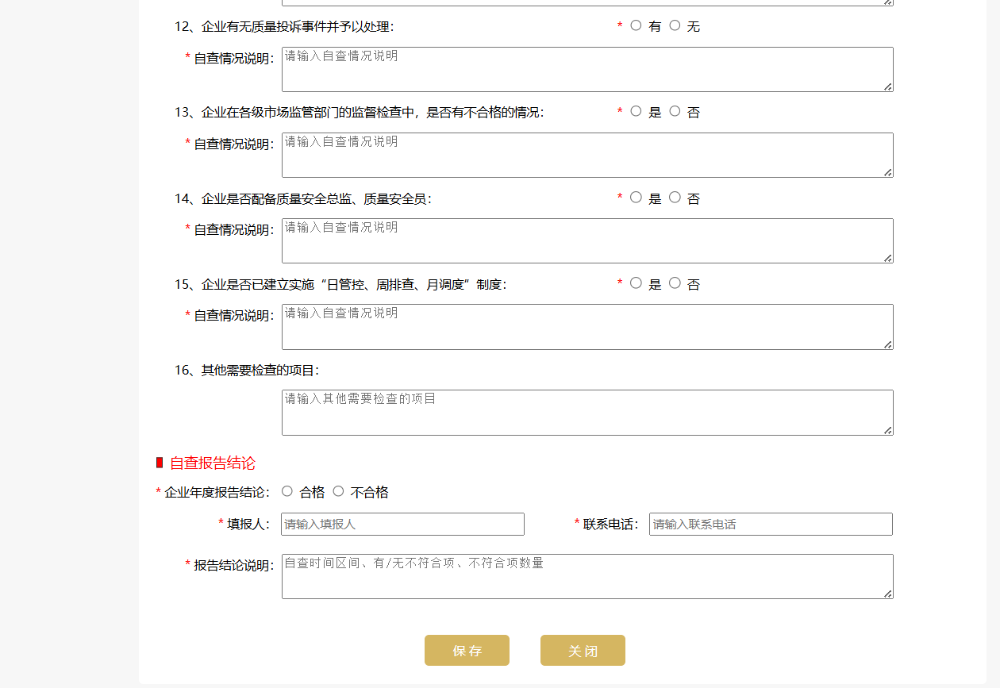 12、企业有无质量投诉事件并予以处理： * 有 无
* 自查情况说明： 请输入自查情况说明
13、企业在各级市场监管部门的监督检查中，是否有不合格的情况： * 是 否
* 自查情况说明： 请输入自查情况说明
14、企业是否配备质量安全总监、质量安全员： * 是 否
* 自查情况说明： 请输入自查情况说明
15、企业是否已建立实施“日管控、周排查、月调度”制度： * 是 否
* 自查情况说明： 请输入自查情况说明
16、其他需要检查的项目：
请输入其他需要检查的项目
自查报告结论
* 企业年度报告结论： 合格 不合格
* 填报人： 请输入填报人 * 联系电话： 请输入联系电话
* 报告结论说明： 自查时间区间、有/无不符合项、不符合项数量
保存 关闭